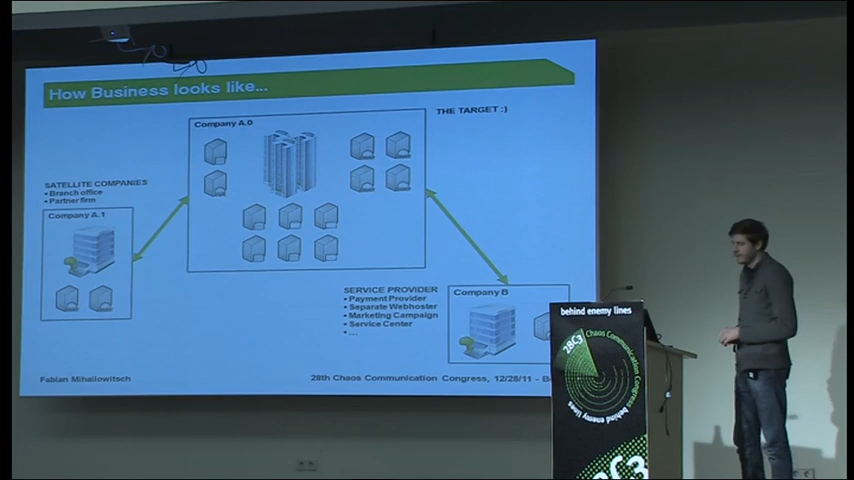 How Business looks like...
THE TARGET :)
Company A.0
SATELLITE COMPANIES
• Branch office
• Partner firm
Company A.1
SERVICE PROVIDER
• Payment Provider
• Separate Webhoster
• Marketing Campaign
• Service Center
• ...
Company B
Fabian Mihailowitsch
28th Chaos Communication Congress, 12/28/11 – Be
behind enemy lines
28C3
Chaos Communication Congress
behind enemy lines
28C3